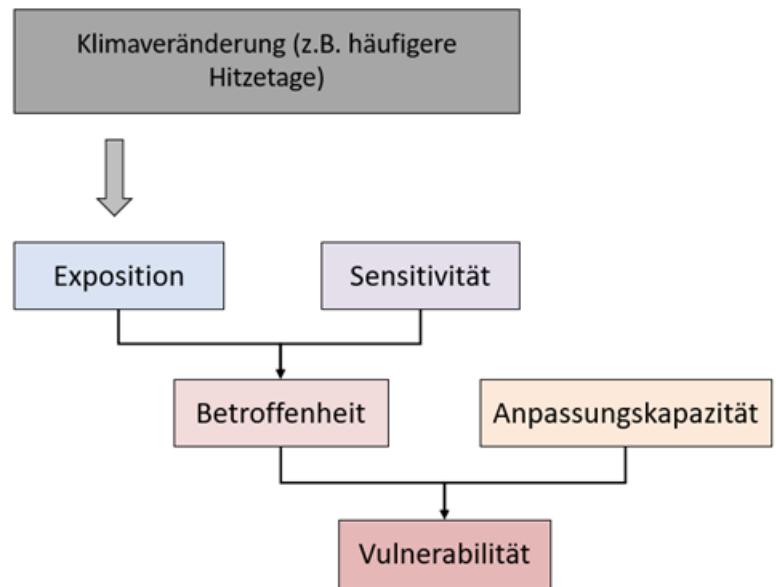 Klimaveränderung (z.B. häufigere
Hitzetage)
Exposition
Sensitivität
Betroffenheit
Anpassungskapazität
Vulnerabilität